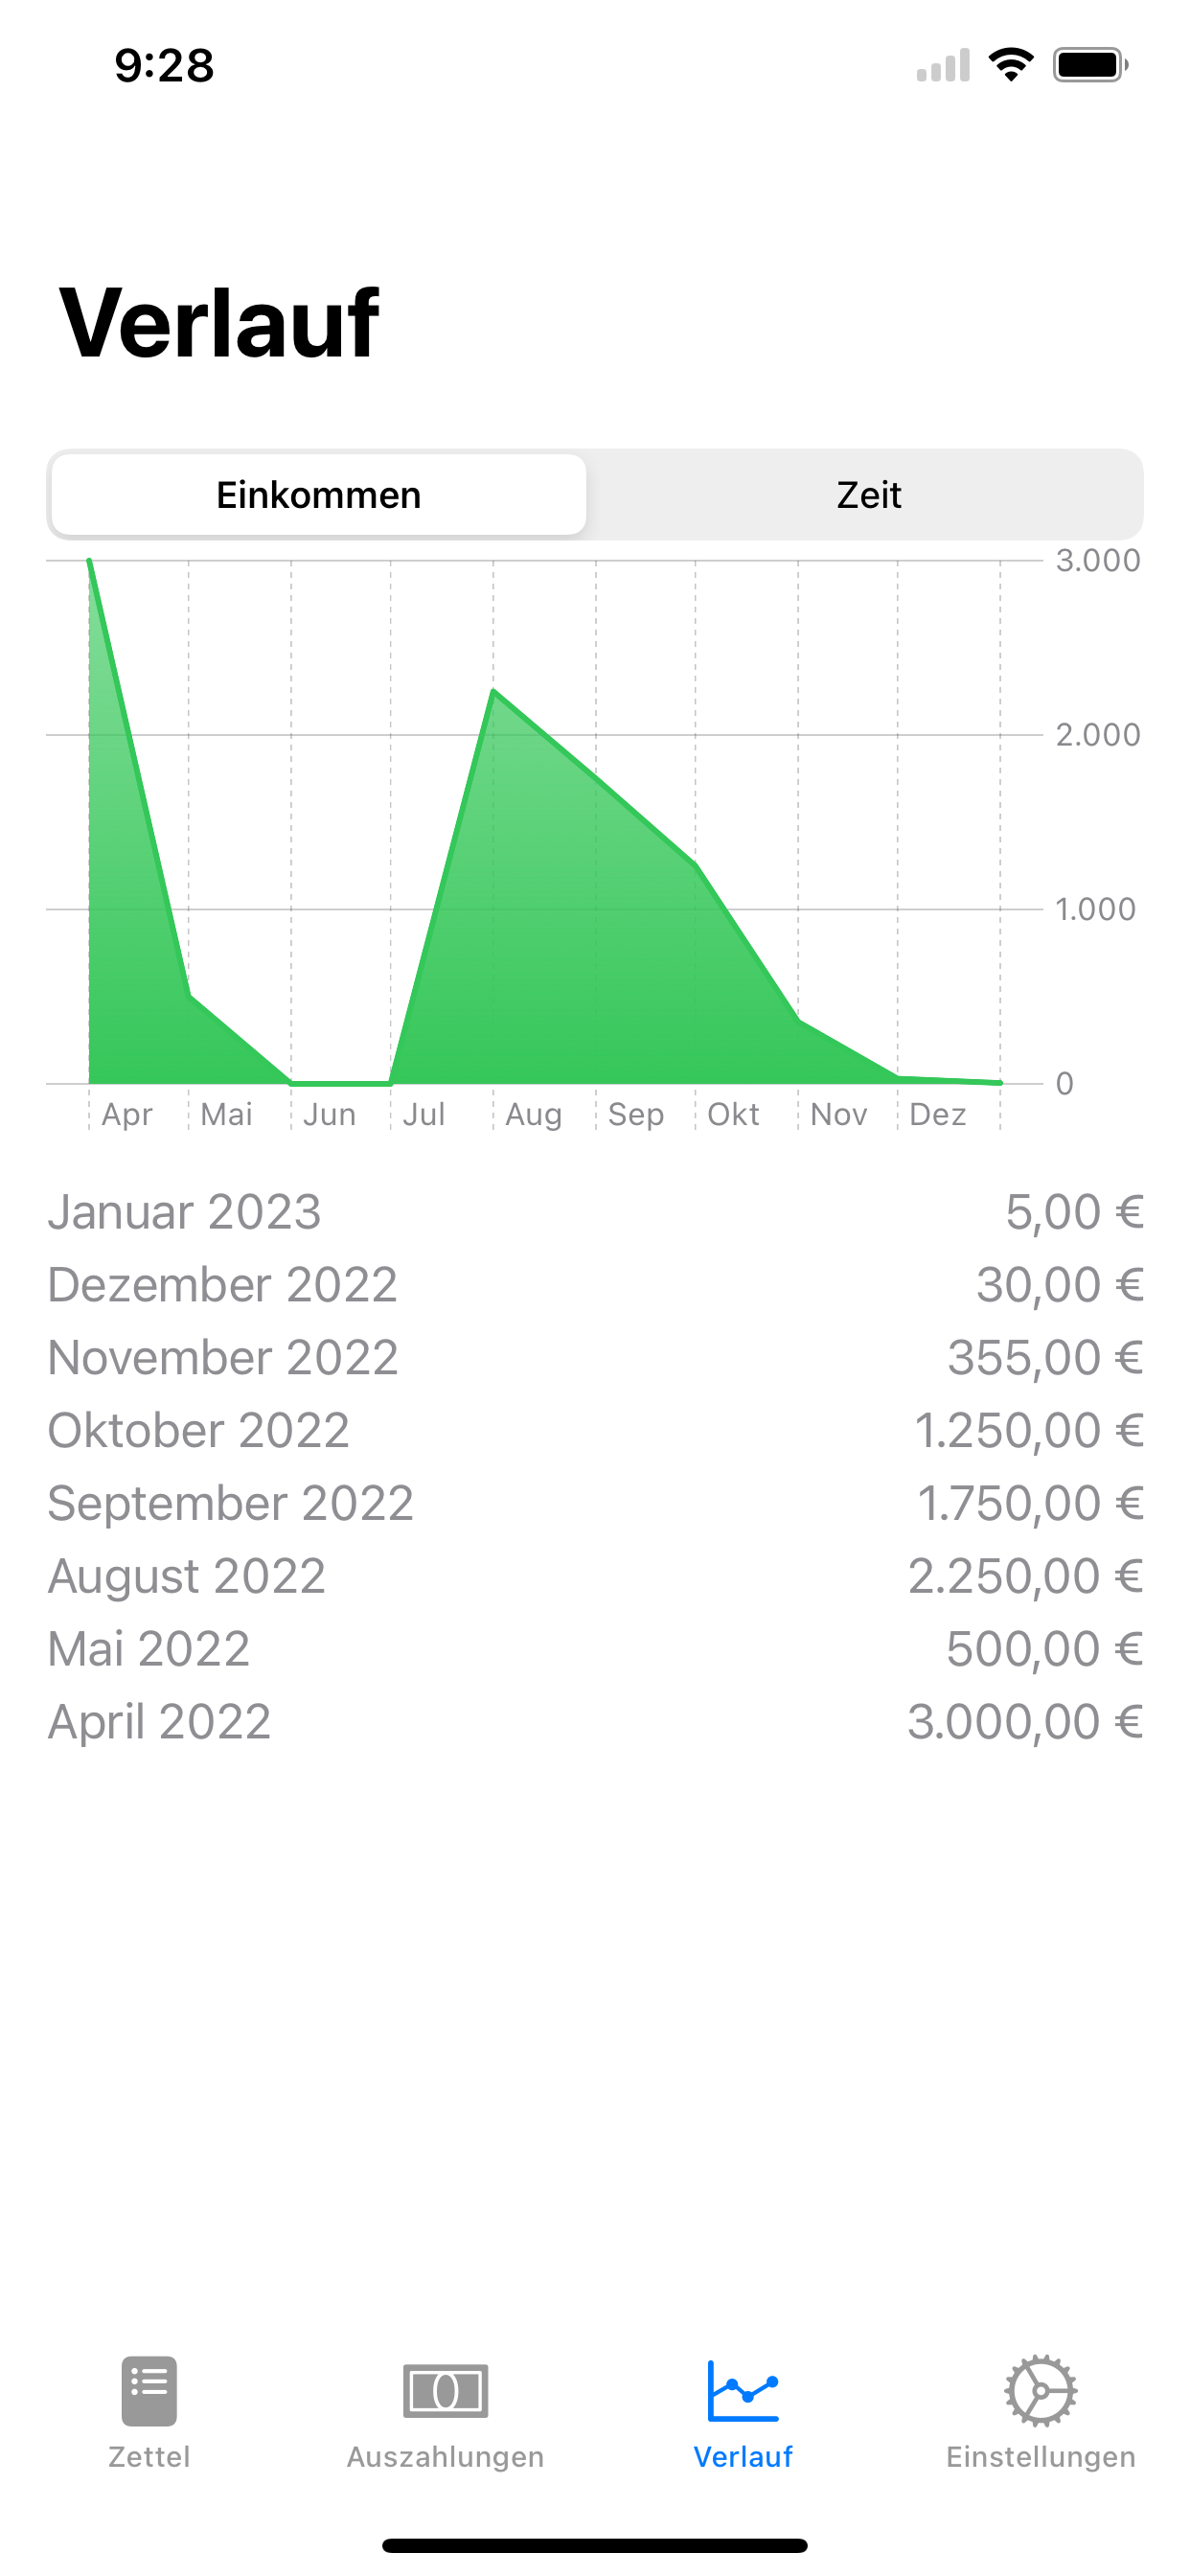 9:28
Verlauf
Einkommen Zeit
3.000
2.000
1.000
0
Apr Mai Jun Jul Aug Sep Okt Nov Dez
Januar 2023 5,00 €
Dezember 2022 30,00 €
November 2022 355,00 €
Oktober 2022 1.250,00 €
September 2022 1.750,00 €
August 2022 2.250,00 €
Mai 2022 500,00 €
April 2022 3.000,00 €
Zettel Auszahlungen Verlauf Einstellungen